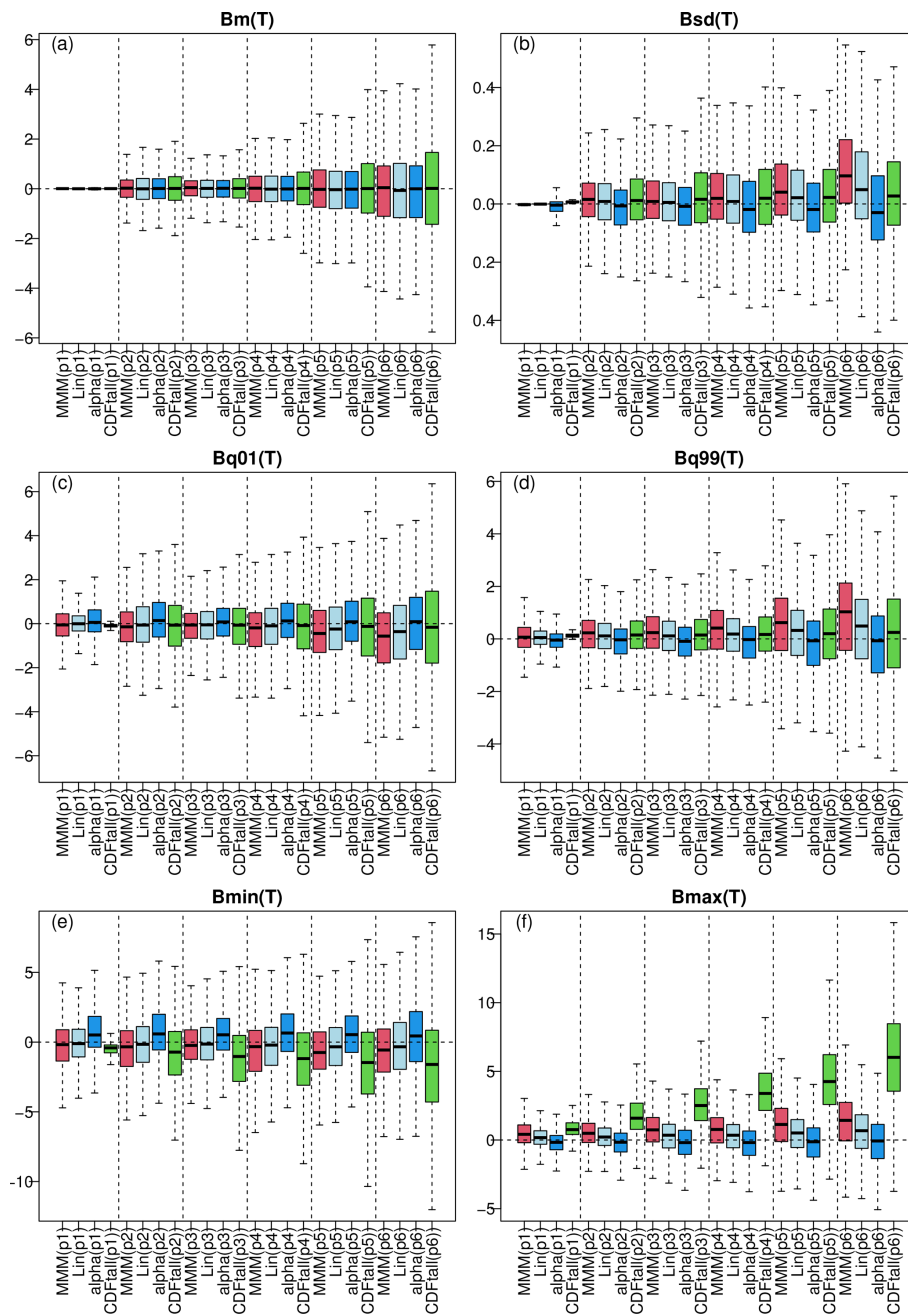 Bm(T)
(a)
6
4
2
0
-2
-4
-6
MMM(p1)
Lin(p1)
alpha(p1)
CDFtall(p1))
MMM(p2)
Lin(p2)
alpha(p2)
CDFtall(p2))
MMM(p3)
Lin(p3)
alpha(p3)
CDFtall(p3))
MMM(p4)
Lin(p4)
alpha(p4)
CDFtall(p4))
MMM(p5)
Lin(p5)
alpha(p5)
CDFtall(p5))
MMM(p6)
Lin(p6)
alpha(p6)
CDFtall(p6))
Bsd(T)
(b)
0.4
0.2
0.0
0.2
0.4
MMM(p1)
Lin(p1)
alpha(p1)
CDFtall(p1))
MMM(p2)
Lin(p2)
alpha(p2)
CDFtall(p2))
MMM(p3)
Lin(p3)
alpha(p3)
CDFtall(p3))
MMM(p4)
Lin(p4)
alpha(p4)
CDFtall(p4))
MMM(p5)
Lin(p5)
alpha(p5)
CDFtall(p5))
MMM(p6)
Lin(p6)
alpha(p6)
CDFtall(p6))
Bq01(T)
(c)
6
4
2
0
-2
-4
-6
MMM(p1)
Lin(p1)
alpha(p1)
CDFtall(p1))
MMM(p2)
Lin(p2)
alpha(p2)
CDFtall(p2))
MMM(p3)
Lin(p3)
alpha(p3)
CDFtall(p3))
MMM(p4)
Lin(p4)
alpha(p4)
CDFtall(p4))
MMM(p5)
Lin(p5)
alpha(p5)
CDFtall(p5))
MMM(p6)
Lin(p6)
alpha(p6)
CDFtall(p6))
Bq99(T)
(d)
6
4
2
0
-2
-4
MMM(p1)
Lin(p1)
alpha(p1)
CDFtall(p1))
MMM(p2)
Lin(p2)
alpha(p2)
CDFtall(p2))
MMM(p3)
Lin(p3)
alpha(p3)
CDFtall(p3))
MMM(p4)
Lin(p4)
alpha(p4)
CDFtall(p4))
MMM(p5)
Lin(p5)
alpha(p5)
CDFtall(p5))
MMM(p6)
Lin(p6)
alpha(p6)
CDFtall(p6))
Bmin(T)
(e)
5
0
-5
-10
MMM(p1)
Lin(p1)
alpha(p1)
CDFtall(p1))
MMM(p2)
Lin(p2)
alpha(p2)
CDFtall(p2))
MMM(p3)
Lin(p3)
alpha(p3)
CDFtall(p3))
MMM(p4)
Lin(p4)
alpha(p4)
CDFtall(p4))
MMM(p5)
Lin(p5)
alpha(p5)
CDFtall(p5))
MMM(p6)
Lin(p6)
alpha(p6)
CDFtall(p6))
Bmax(T)
(f)
15
10
5
0
-5
MMM(p1)
Lin(p1)
alpha(p1)
CDFtall(p1))
MMM(p2)
Lin(p2)
alpha(p2)
CDFtall(p2))
MMM(p3)
Lin(p3)
alpha(p3)
CDFtall(p3))
MMM(p4)
Lin(p4)
alpha(p4)
CDFtall(p4))
MMM(p5)
Lin(p5)
alpha(p5)
CDFtall(p5))
MMM(p6)
Lin(p6)
alpha(p6)
CDFtall(p6))